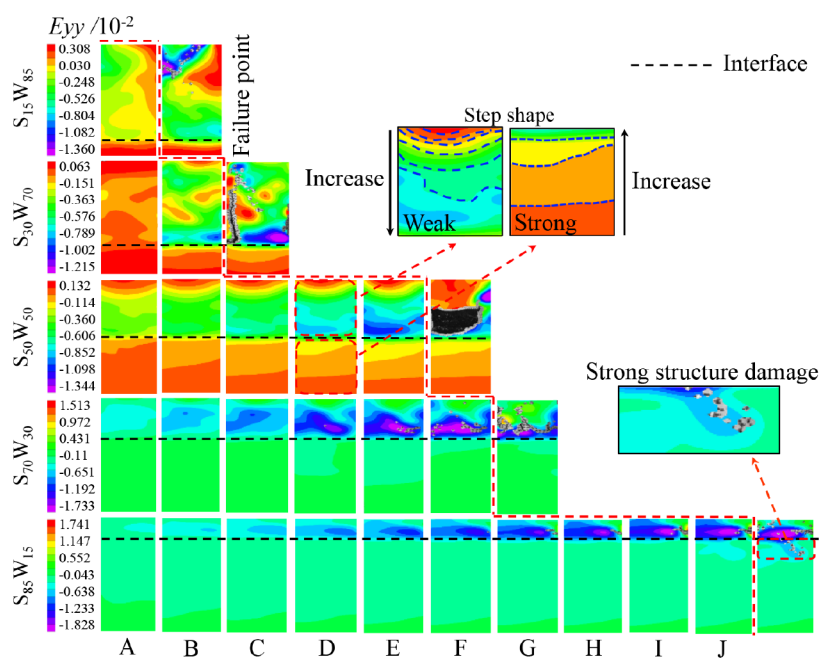 Eyy /10-2
S15W85
0.308
0.030
-0.248
-0.526
-0.804
-1.082
-1.360
Failure point
Interface
S30W70
0.063
-0.151
-0.363
-0.576
-0.789
-1.002
-1.215
Step shape
Increase
Weak
Strong
Increase
S50W50
0.132
-0.114
-0.360
-0.606
-0.852
-1.098
-1.344
Strong structure damage
S70W30
1.513
0.972
0.431
-0.11
-0.651
-1.192
-1.733
S85W15
1.741
1.147
0.552
-0.043
-0.638
-1.233
-1.828
A B C D E F G H I J